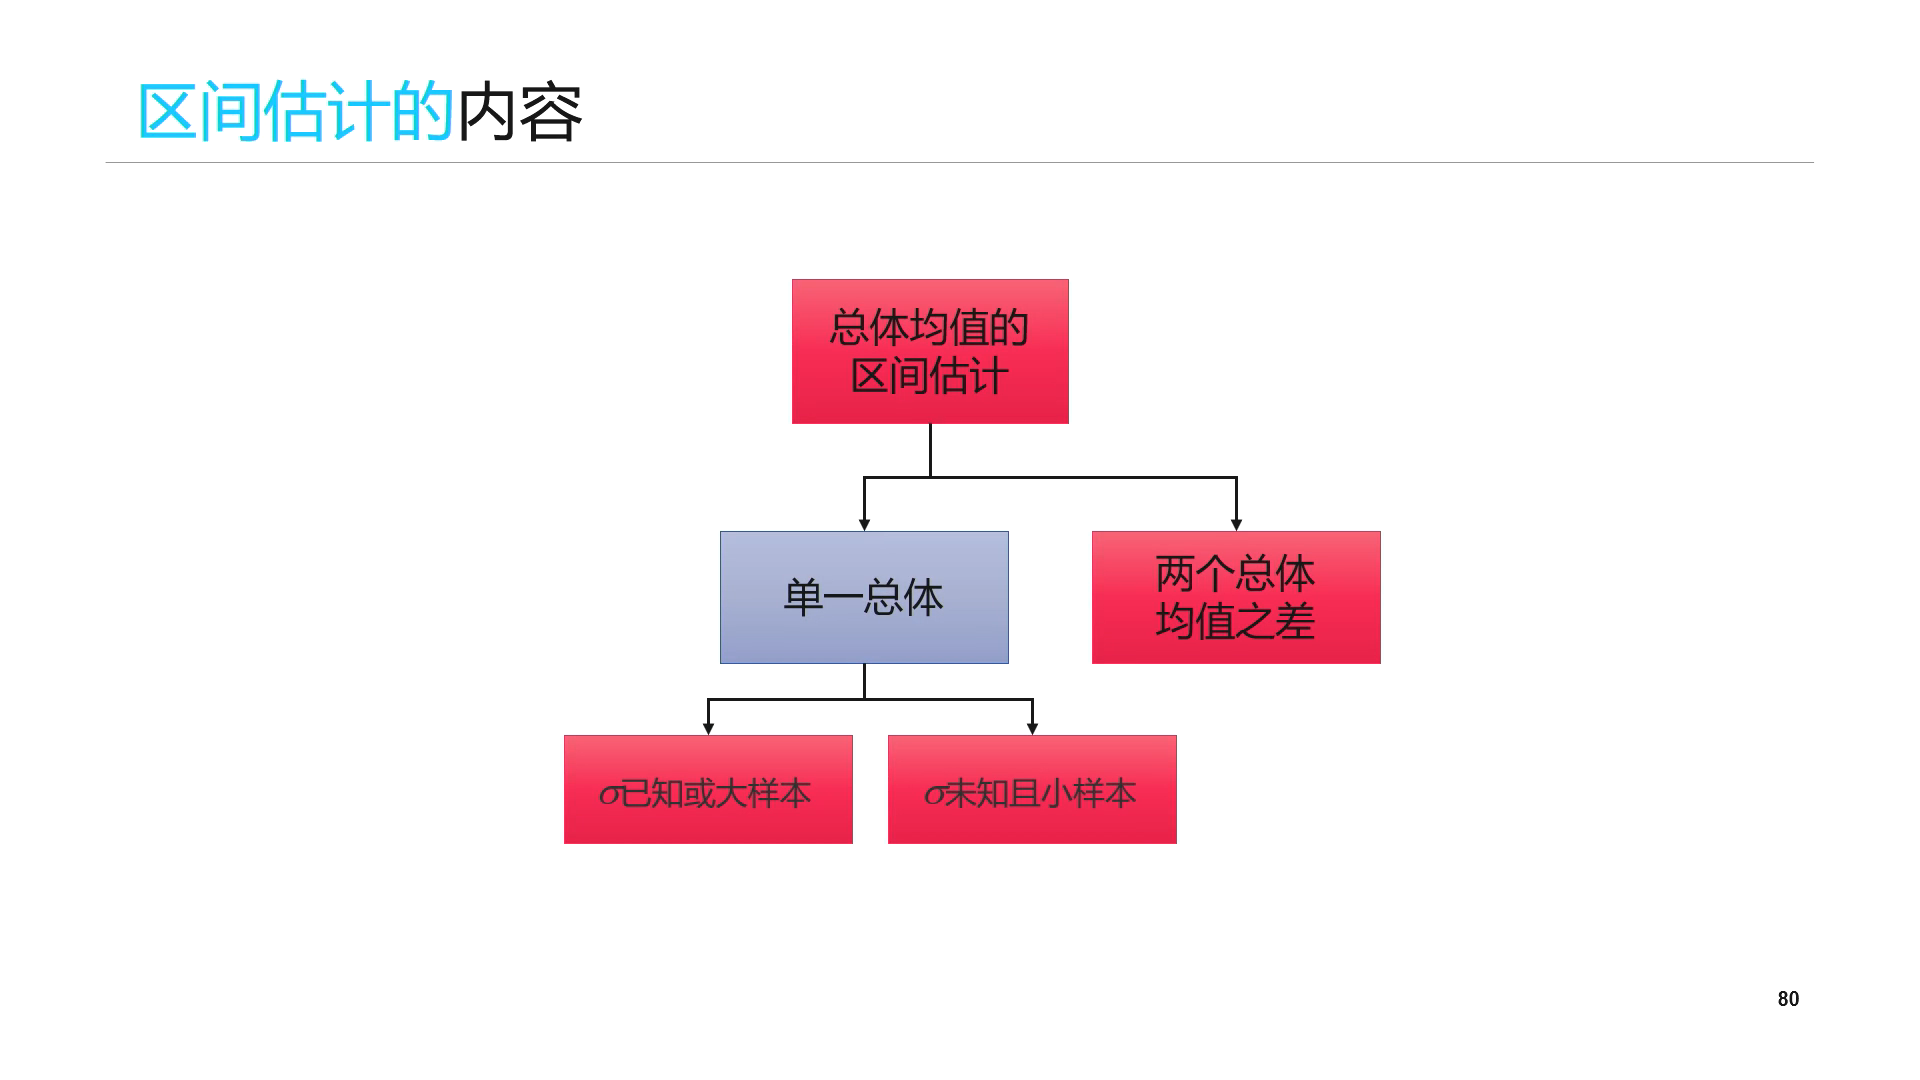 区间估计的内容
总体均值的
区间估计
单一总体
两个总体
均值之差
σ已知或大样本
σ未知且小样本
80